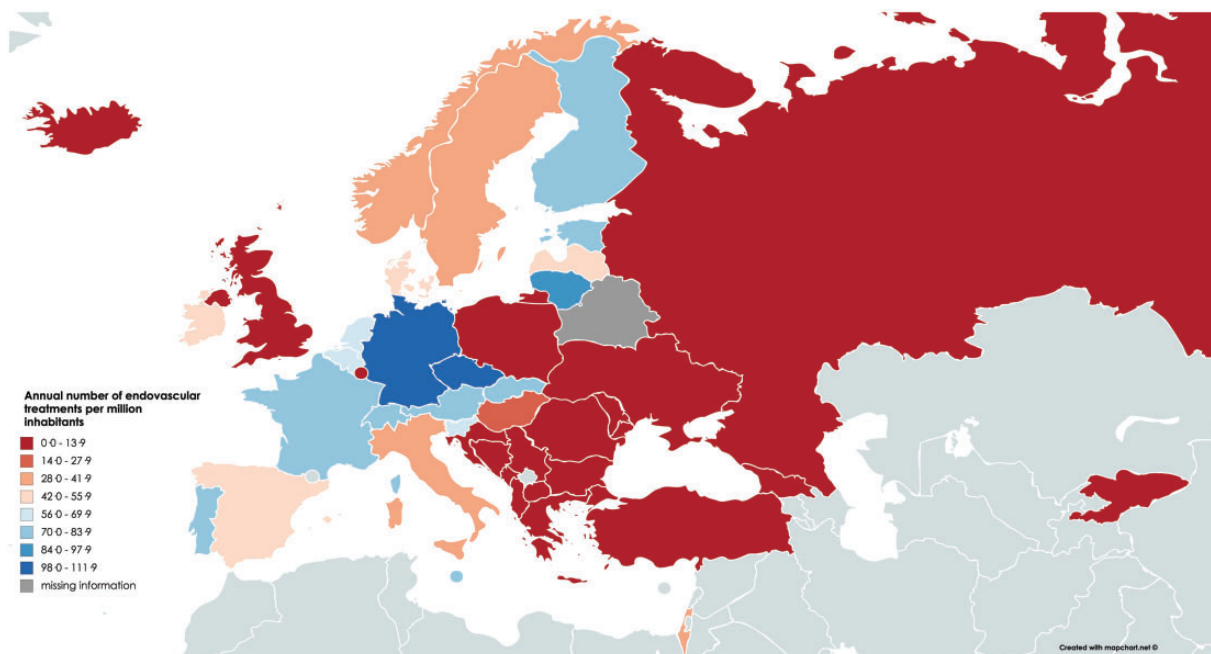 Annual number of endovascular
treatments per million
inhabitants
0·0 - 13·9
14·0 - 27·9
28·0 - 41·9
42·0 - 55·9
56·0 - 69·9
70·0 - 83·9
84·0 - 97·9
98·0 - 111·9
missing information
Created with mapchart.net ©